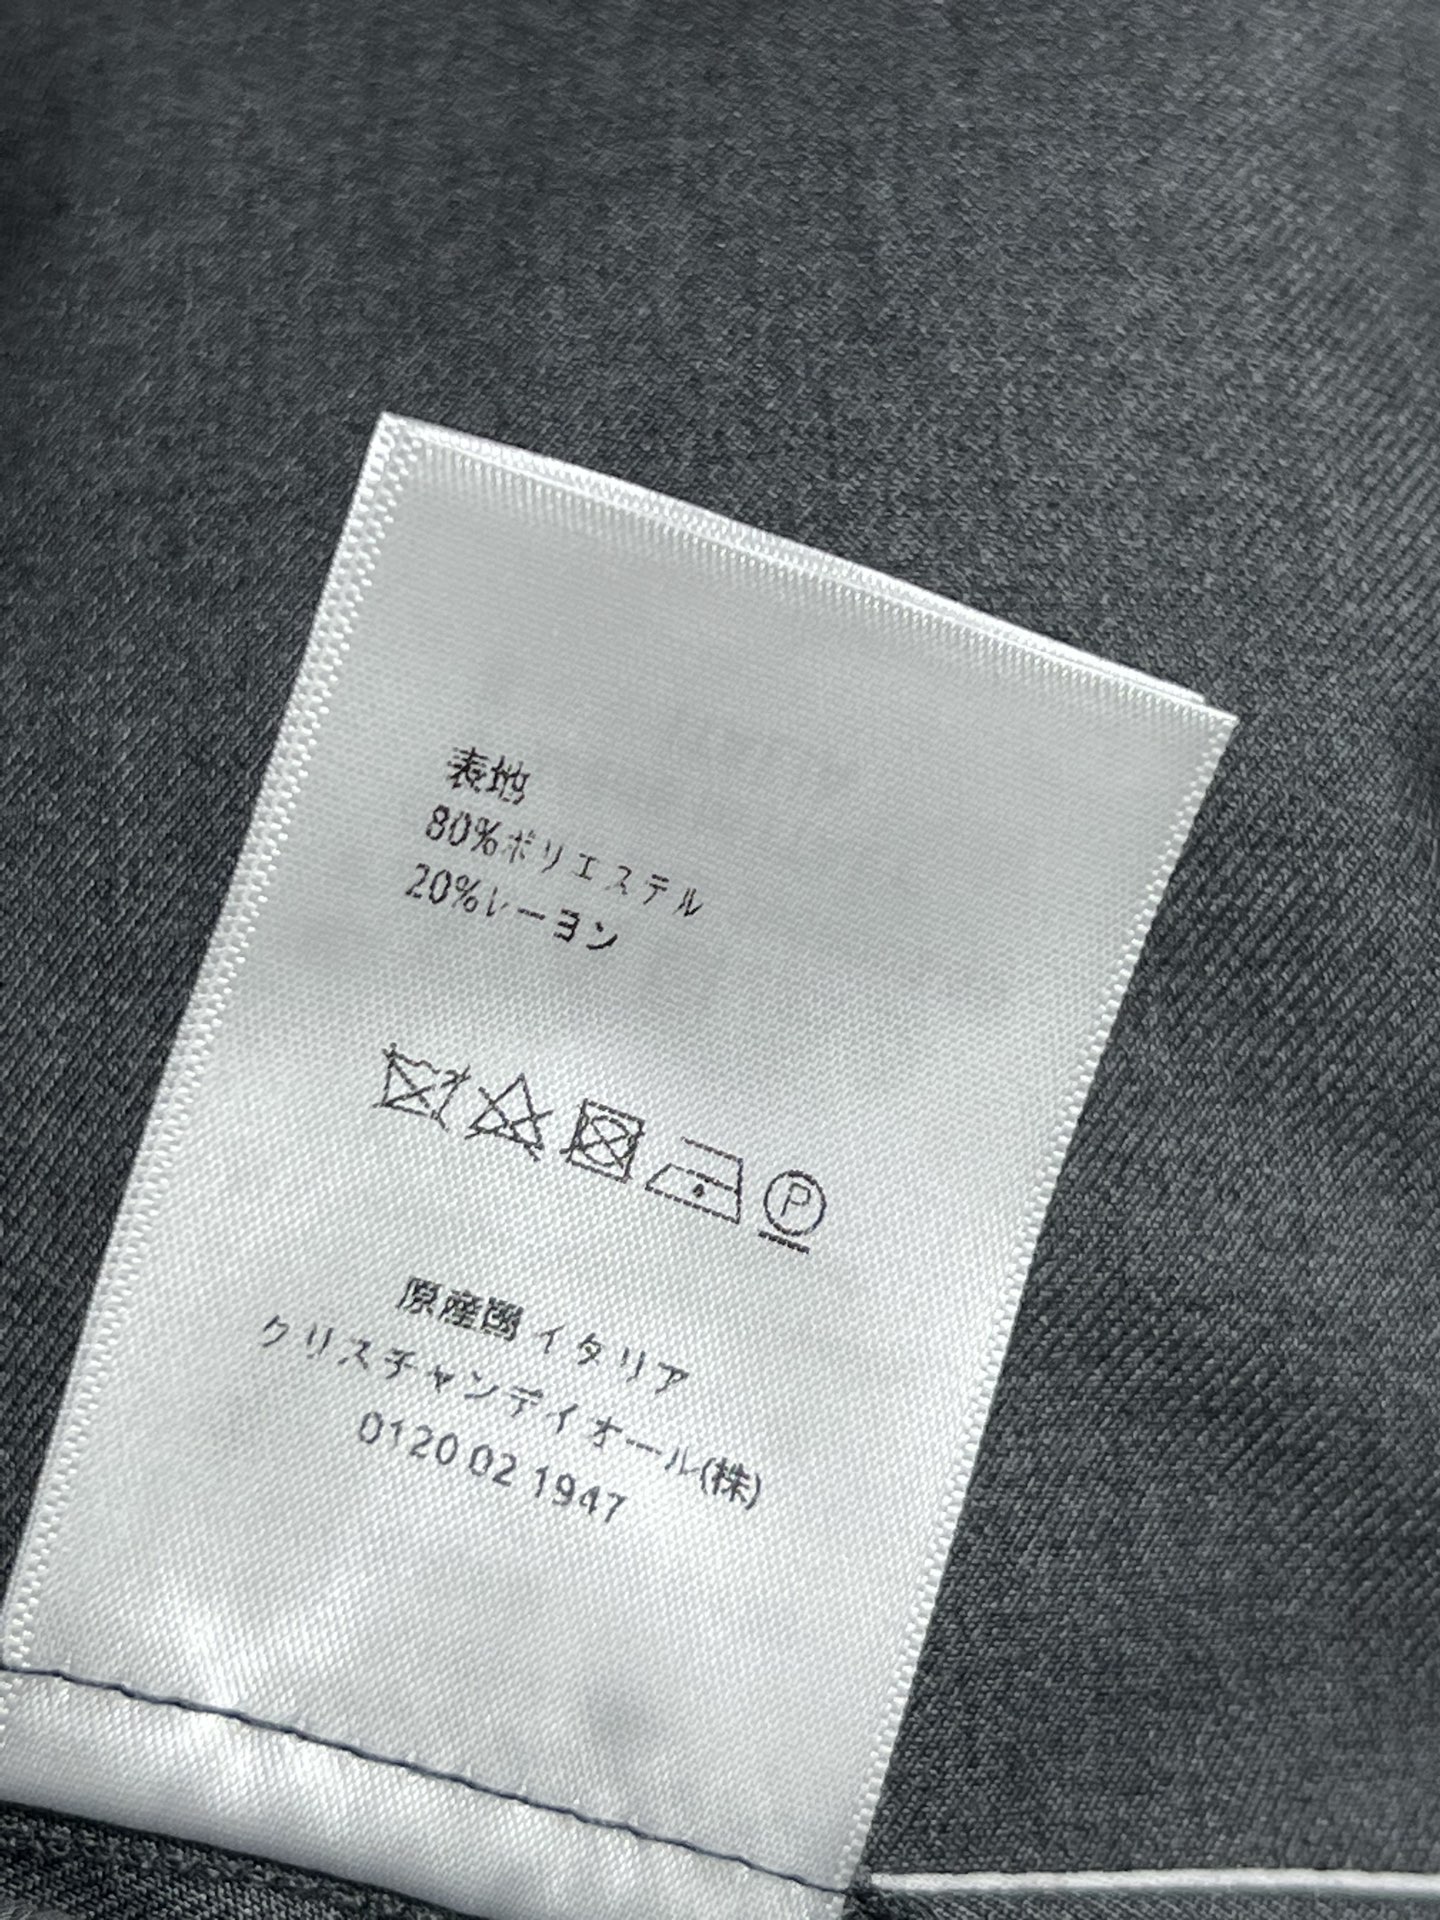 表地
80%ポリエステル
20%レーヨン
P
原産國 イタリア
クリスチャンディオール(株)
0120 02 1947